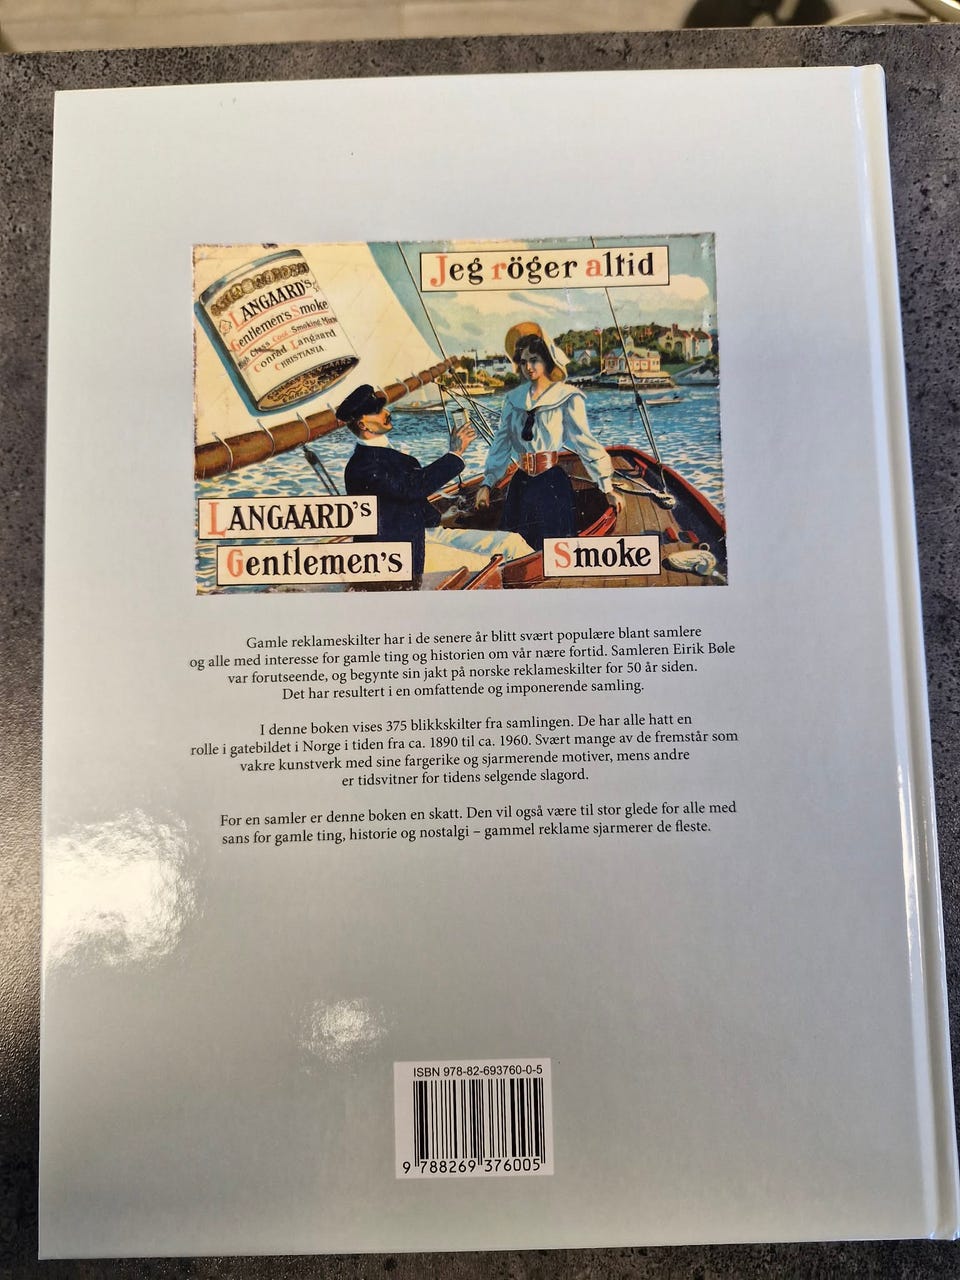 Jeg röger altid
LANGAARD'S
Gentlemen's Smoke
High Class Cool Smoking Mixture
Conrad Langaard
CHRISTIANIA
LANGAARD's
Gentlemen's
Smoke
Gamle reklameskilter har i de senere år blitt svært populære blant samlere
og alle med interesse for gamle ting og historien om vår nære fortid. Samleren Eirik Bøle
var forutseende, og begynte sin jakt på norske reklameskilter for 50 år siden.
Det har resultert i en omfattende og imponerende samling.
I denne boken vises 375 blikkskilter fra samlingen. De har alle hatt en
rolle i gatebildet i Norge i tiden fra ca. 1890 til ca. 1960. Svært mange av de fremstår som
vakre kunstverk med sine fargerike og sjarmerende motiver, mens andre
er tidsvitner for tidens selgende slagord.
For en samler er denne boken en skatt. Den vil også være til stor glede for alle med
sans for gamle ting, historie og nostalgi – gammel reklame sjarmerer de fleste.
ISBN 978-82-693760-0-5
9 788269 376005